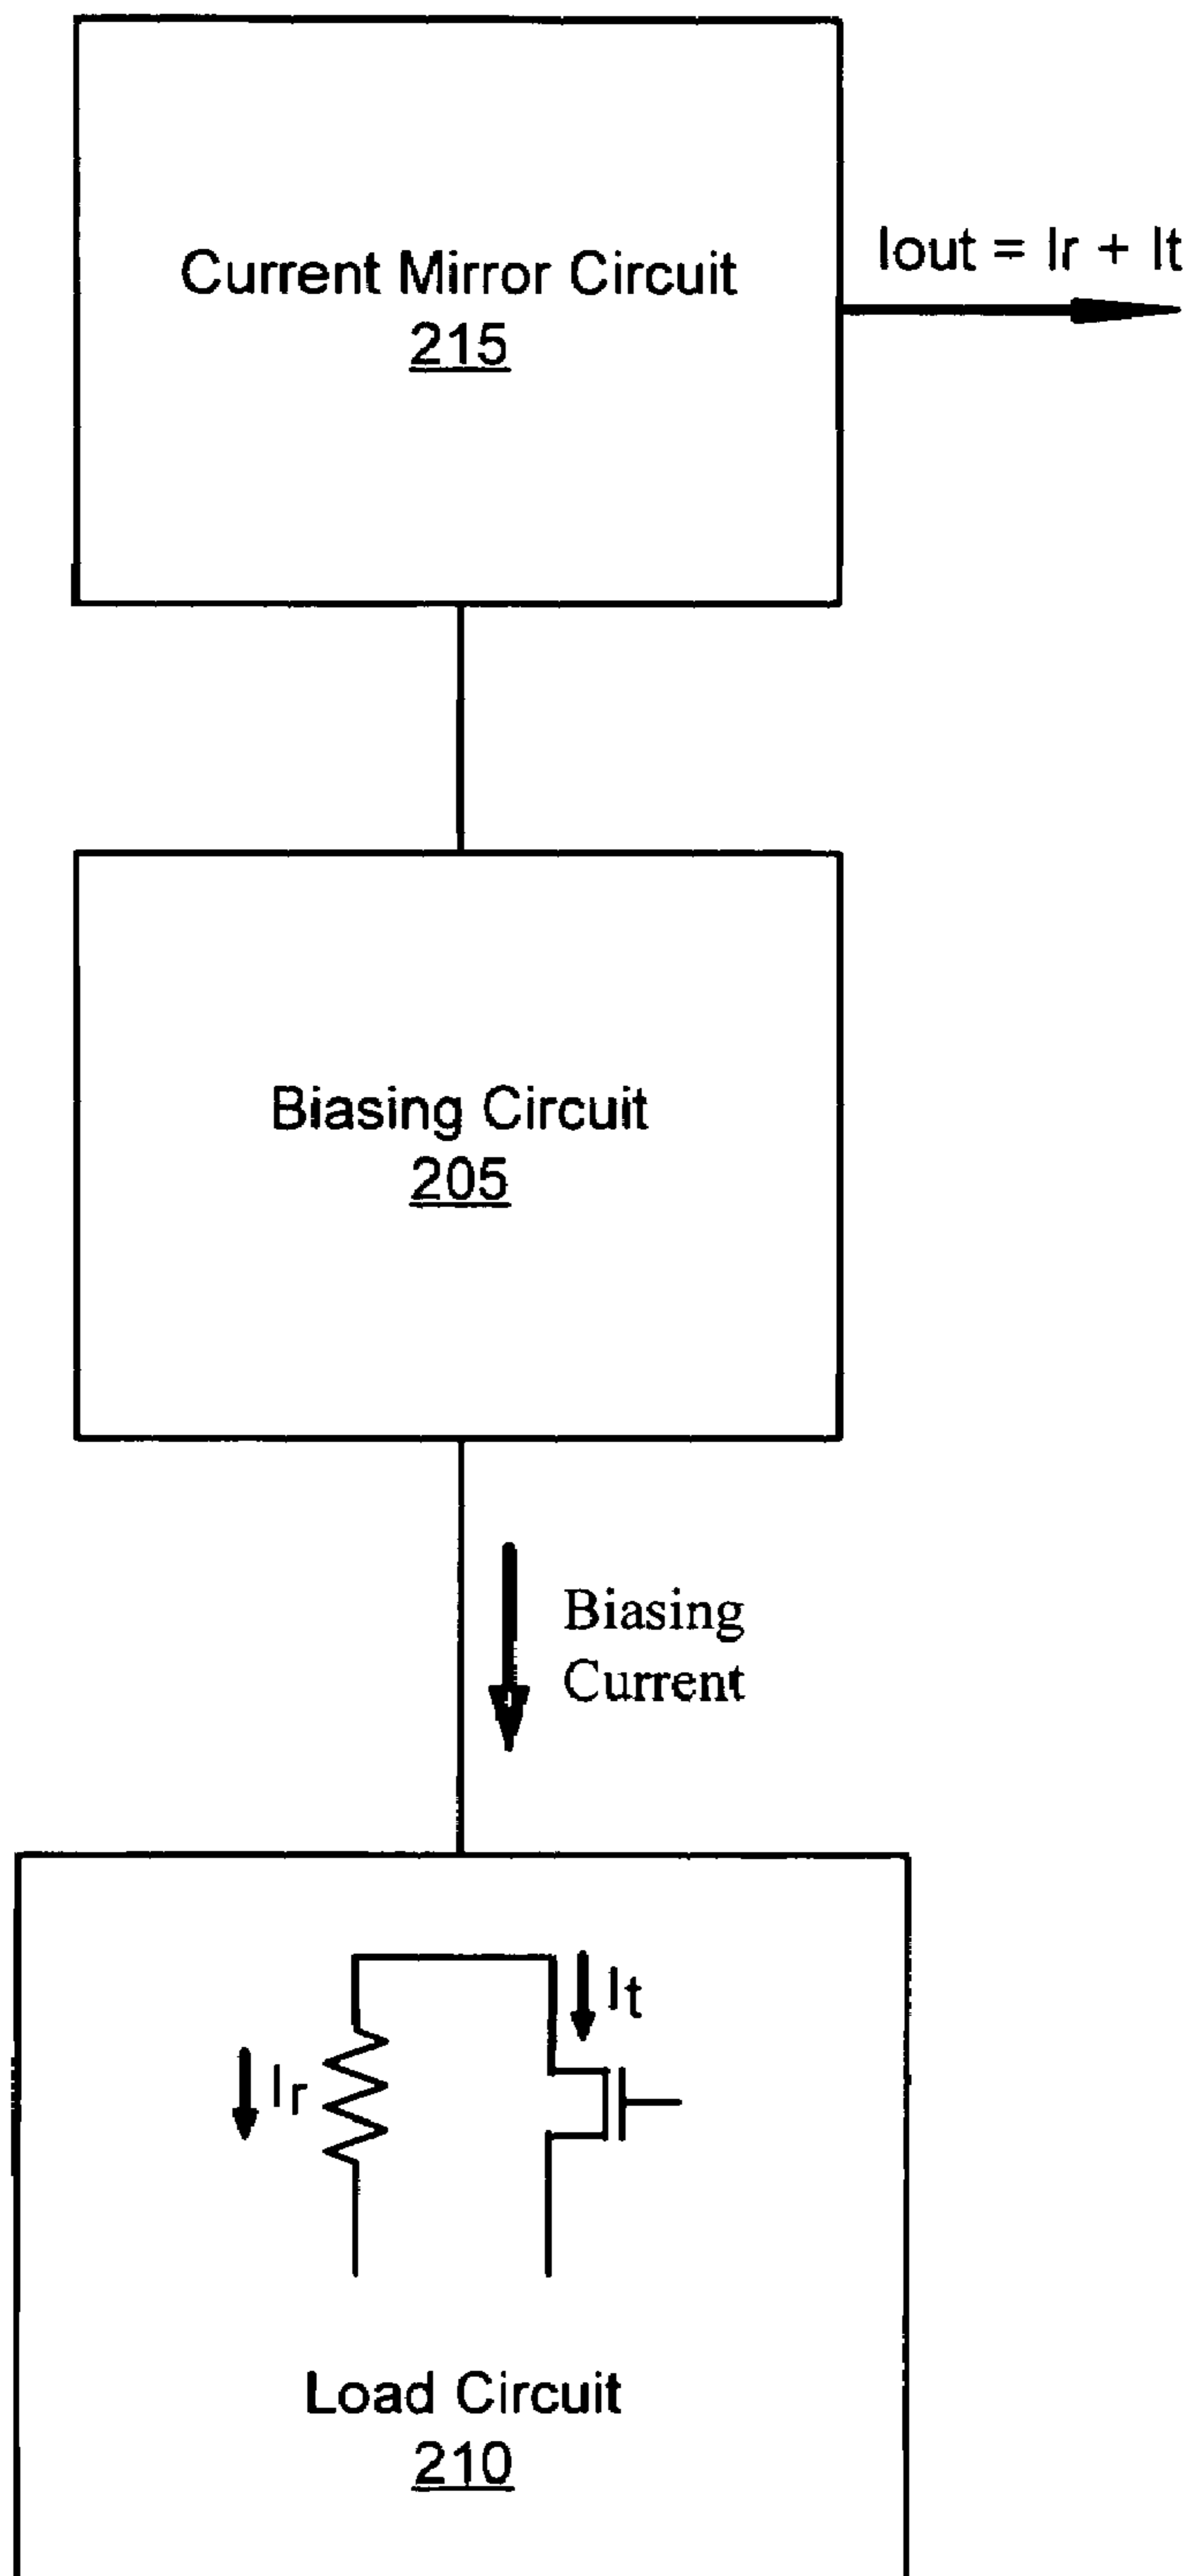 Current Mirror Circuit
215
Iout = Ir + It
Biasing Circuit
205
Biasing
Current
It
Ir
Load Circuit
210